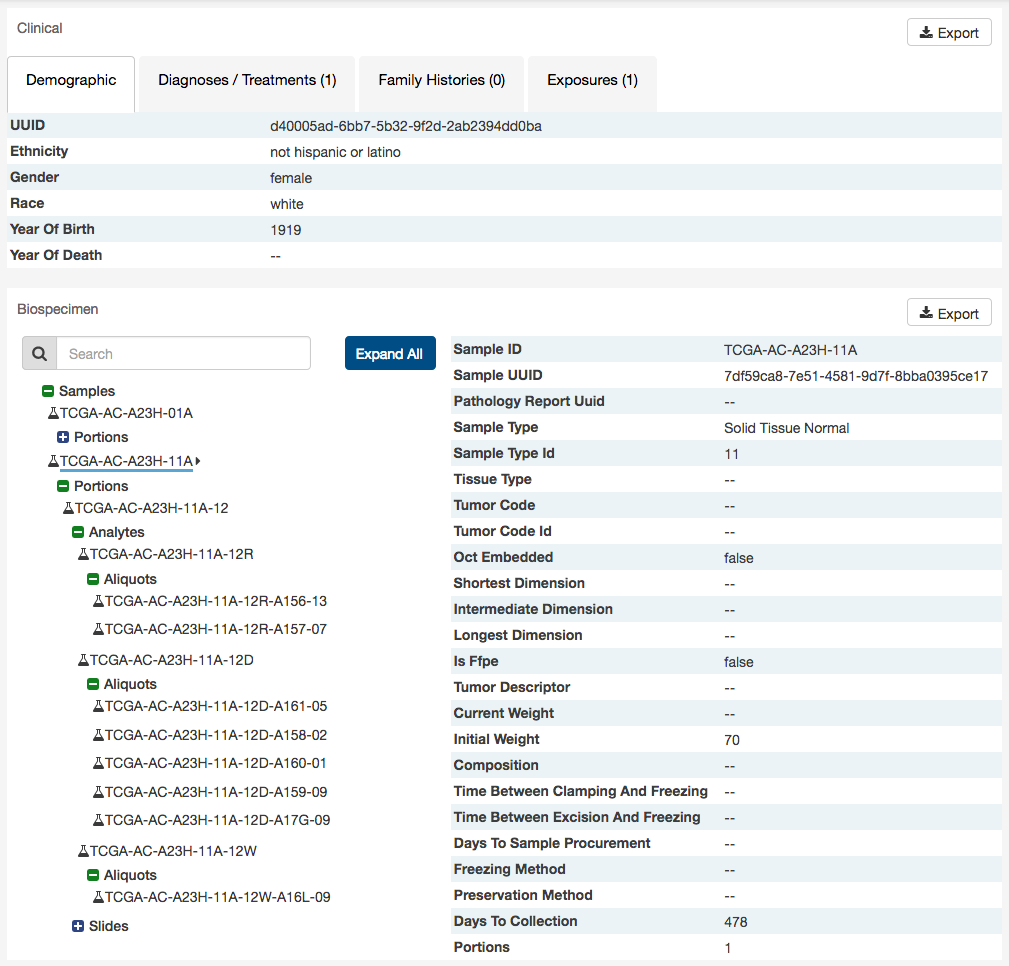 Clinical
Export
Demographic
Diagnoses / Treatments (1)
Family Histories (0)
Exposures (1)
UUID d40005ad-6bb7-5b32-9f2d-2ab2394dd0ba
Ethnicity not hispanic or latino
Gender female
Race white
Year Of Birth 1919
Year Of Death --
Biospecimen
Export
Search
Expand All
Samples
TCGA-AC-A23H-01A
Portions
TCGA-AC-A23H-11A
Portions
TCGA-AC-A23H-11A-12
Analytes
TCGA-AC-A23H-11A-12R
Aliquots
TCGA-AC-A23H-11A-12R-A156-13
TCGA-AC-A23H-11A-12R-A157-07
TCGA-AC-A23H-11A-12D
Aliquots
TCGA-AC-A23H-11A-12D-A161-05
TCGA-AC-A23H-11A-12D-A158-02
TCGA-AC-A23H-11A-12D-A160-01
TCGA-AC-A23H-11A-12D-A159-09
TCGA-AC-A23H-11A-12D-A17G-09
TCGA-AC-A23H-11A-12W
Aliquots
TCGA-AC-A23H-11A-12W-A16L-09
Slides
Sample ID TCGA-AC-A23H-11A
Sample UUID 7df59ca8-7e51-4581-9d7f-8bba0395ce17
Pathology Report Uuid --
Sample Type Solid Tissue Normal
Sample Type Id 11
Tissue Type --
Tumor Code --
Tumor Code Id --
Oct Embedded false
Shortest Dimension --
Intermediate Dimension --
Longest Dimension --
Is Ffpe false
Tumor Descriptor --
Current Weight --
Initial Weight 70
Composition --
Time Between Clamping And Freezing --
Time Between Excision And Freezing --
Days To Sample Procurement --
Freezing Method --
Preservation Method --
Days To Collection 478
Portions 1